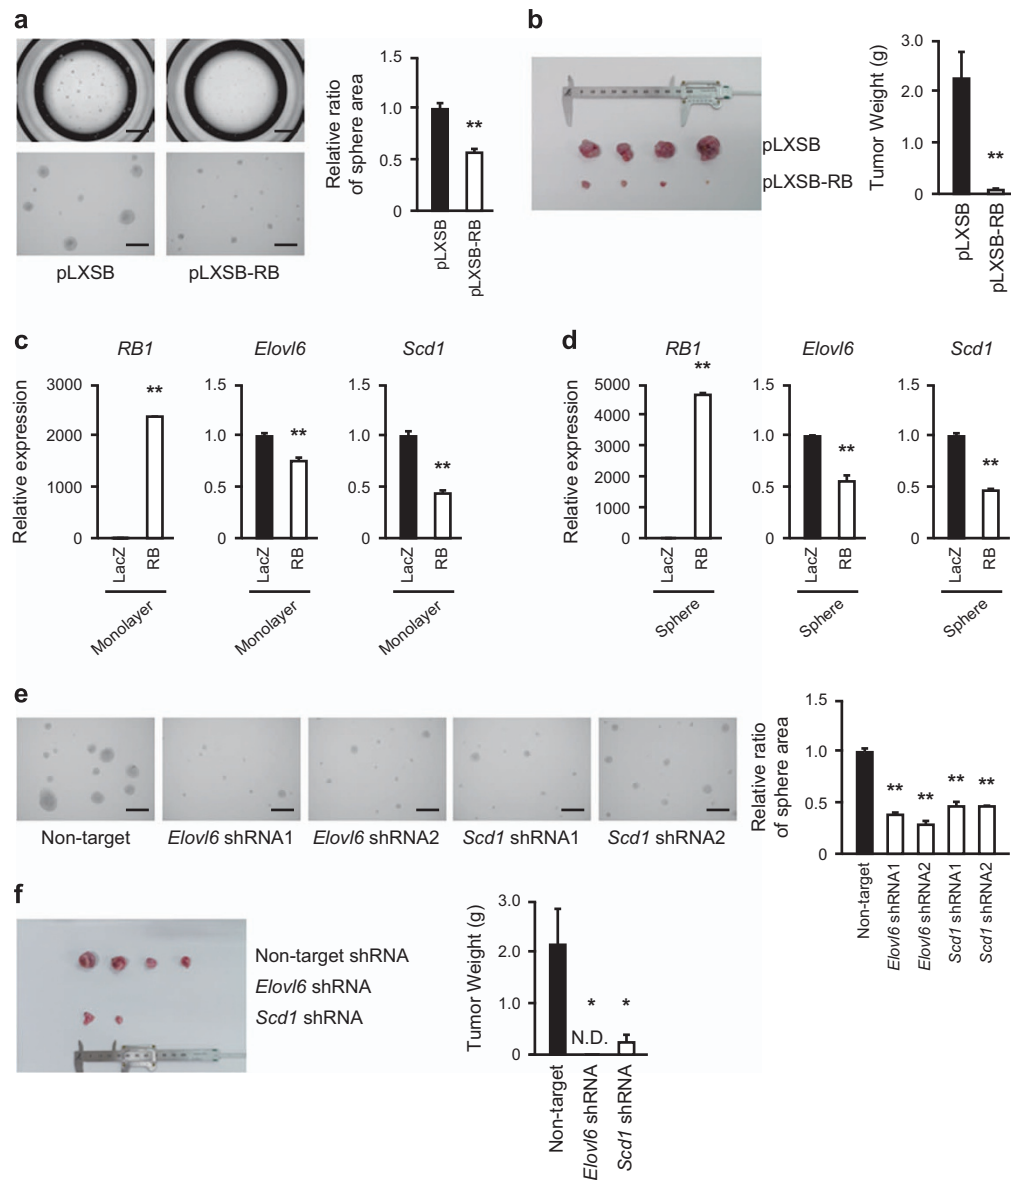 a
Relative ratio
of sphere area
1.5
1.0
0.5
0
**
pLXSB
pLXSB-RB
pLXSB
pLXSB-RB
b
pLXSB
pLXSB-RB
Tumor Weight (g)
3.0
2.0
1.0
0
**
pLXSB
pLXSB-RB
c
Relative expression
RB1
3000
2000
1000
0
**
LacZ
RB
Monolayer
Elovl6
1.5
1.0
0.5
0
**
LacZ
RB
Monolayer
Scd1
1.5
1.0
0.5
0
**
LacZ
RB
Monolayer
d
Relative expression
RB1
5000
4000
3000
2000
1000
0
**
LacZ
RB
Sphere
Elovl6
1.5
1.0
0.5
0
**
LacZ
RB
Sphere
Scd1
1.5
1.0
0.5
0
**
LacZ
RB
Sphere
e
Non-target
Elovl6 shRNA1
Elovl6 shRNA2
Scd1 shRNA1
Scd1 shRNA2
Relative ratio
of sphere area
1.5
1.0
0.5
0
**
**
**
**
Non-target
Elovl6 shRNA1
Elovl6 shRNA2
Scd1 shRNA1
Scd1 shRNA2
f
Non-target shRNA
Elovl6 shRNA
Scd1 shRNA
Tumor Weight (g)
3.0
2.0
1.0
0
*
*
N.D.
Non-target
Elovl6 shRNA
Scd1 shRNA